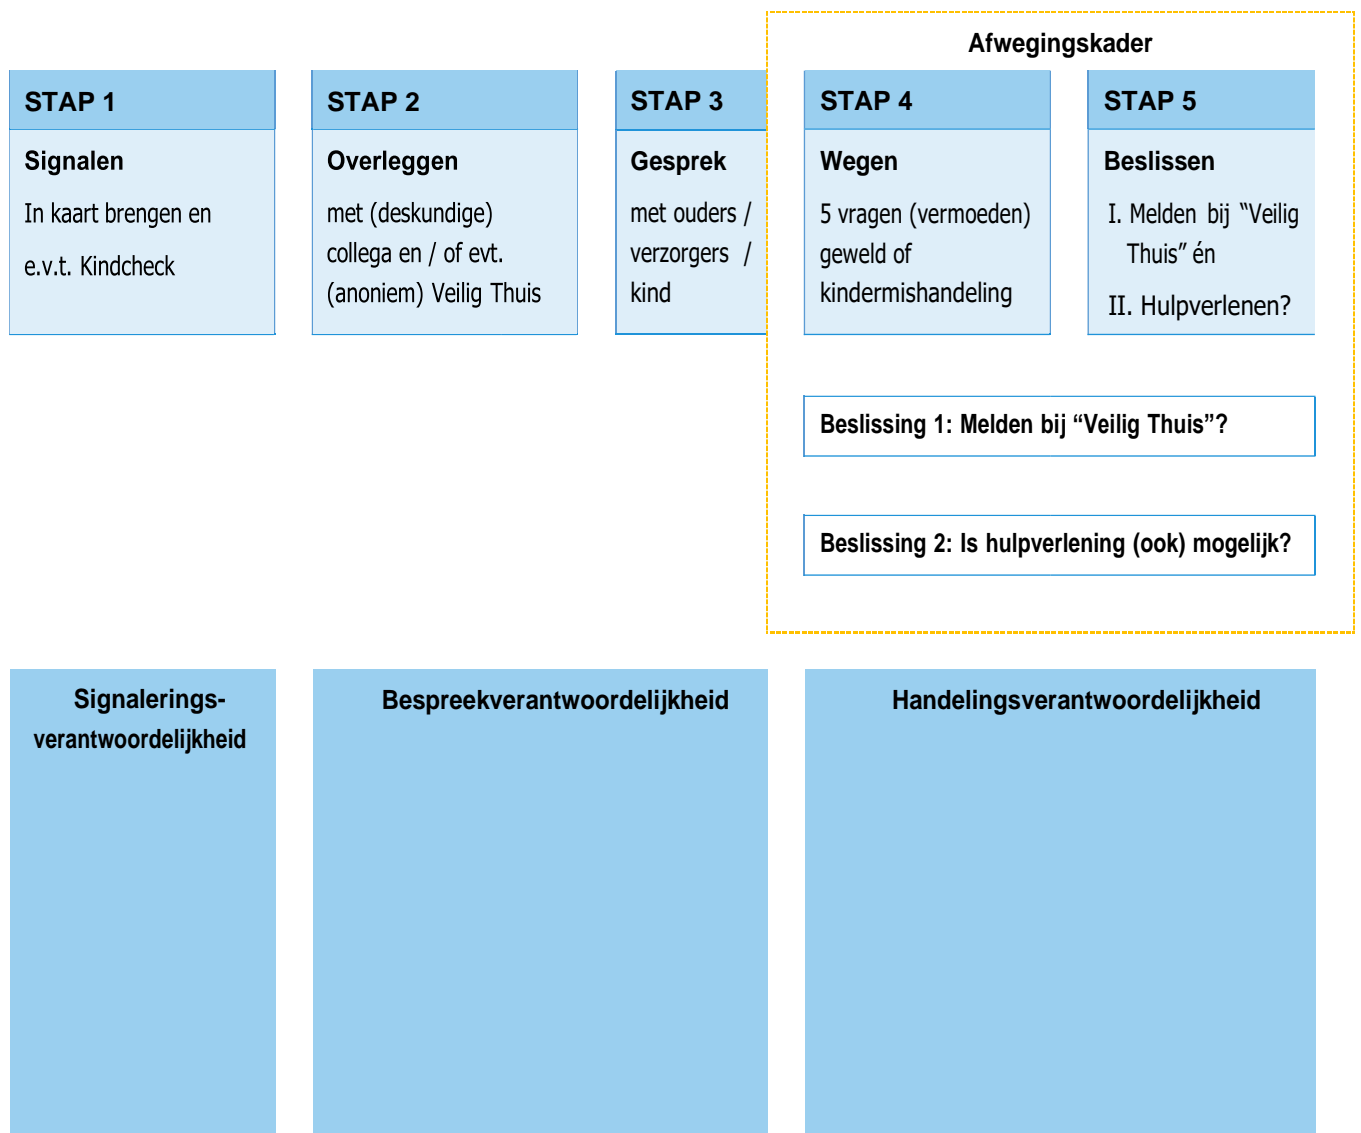 Afwegingskader
STAP 1
Signalen
In kaart brengen en
e.v.t. Kindcheck
STAP 2
Overleggen
met (deskundige)
collega en / of evt.
(anoniem) Veilig Thuis
STAP 3
Gesprek
met ouders /
verzorgers /
kind
STAP 4
Wegen
5 vragen (vermoeden)
geweld of
kindermishandeling
STAP 5
Beslissen
I. Melden bij “Veilig
Thuis” én
II. Hulpverlenen?
Beslissing 1: Melden bij “Veilig Thuis”?
Beslissing 2: Is hulpverlening (ook) mogelijk?
Signalerings-
verantwoordelijkheid
Bespreekverantwoordelijkheid
Handelingsverantwoordelijkheid